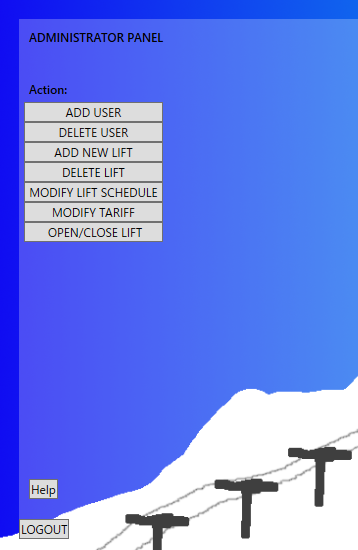 ADMINISTRATOR PANEL
Action:
ADD USER
DELETE USER
ADD NEW LIFT
DELETE LIFT
MODIFY LIFT SCHEDULE
MODIFY TARIFF
OPEN/CLOSE LIFT
Help
LOGOUT